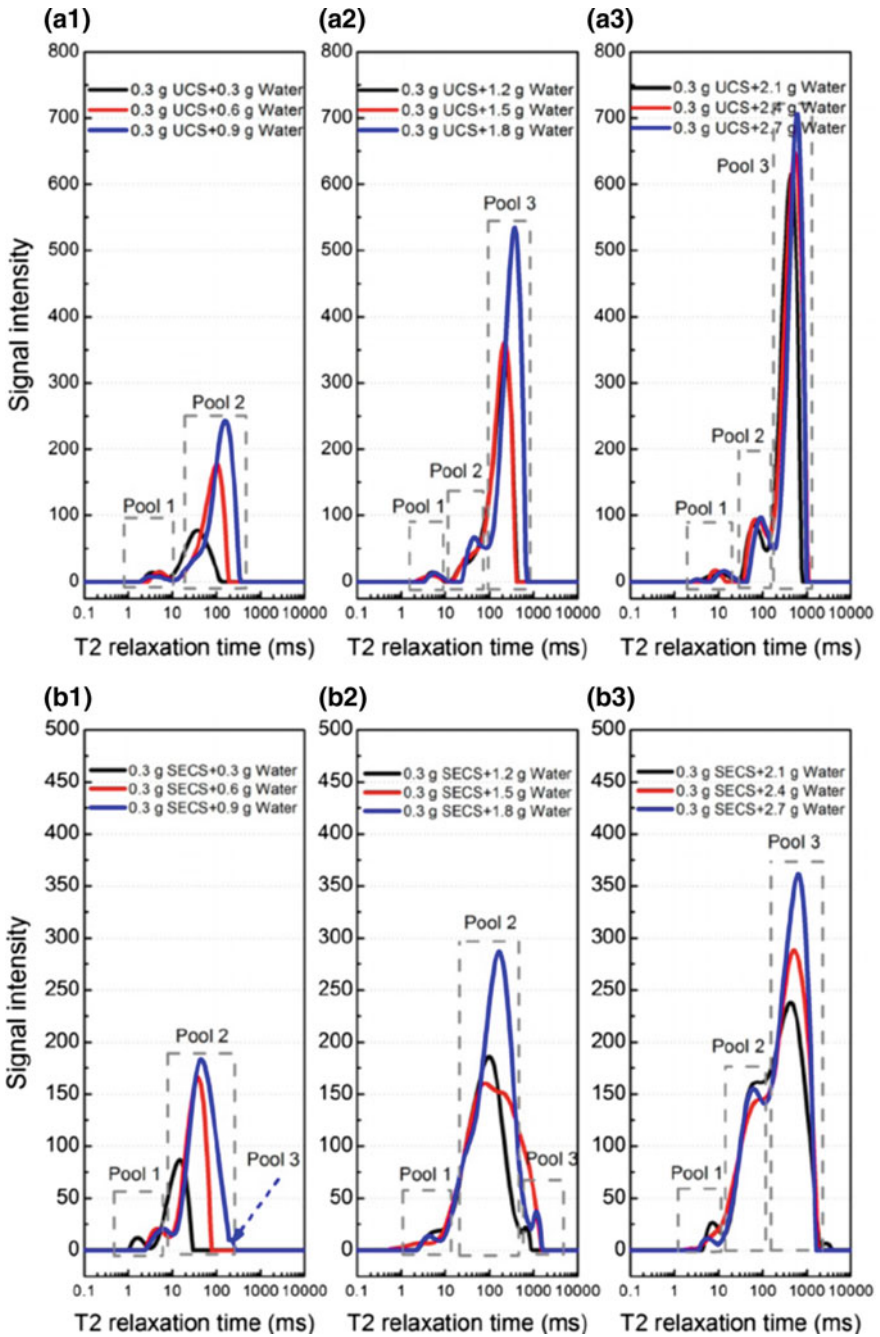 (a1)
(a2)
(a3)
Signal intensity
800
700
600
500
400
300
200
100
0
0.3 g UCS+0.3 g Water
0.3 g UCS+0.6 g Water
0.3 g UCS+0.9 g Water
Pool 1
Pool 2
0.1 1 10 100 1000 10000
T2 relaxation time (ms)
0.3 g UCS+1.2 g Water
0.3 g UCS+1.5 g Water
0.3 g UCS+1.8 g Water
Pool 3
Pool 2
Pool 1
0.1 1 10 100 1000 10000
T2 relaxation time (ms)
0.3 g UCS+2.1 g Water
0.3 g UCS+2.4 g Water
0.3 g UCS+2.7 g Water
Pool 3
Pool 2
Pool 1
0.1 1 10 100 1000 10000
T2 relaxation time (ms)
(b1)
(b2)
(b3)
Signal intensity
500
450
400
350
300
250
200
150
100
50
0
0.3 g SECS+0.3 g Water
0.3 g SECS+0.6 g Water
0.3 g SECS+0.9 g Water
Pool 2
Pool 1
Pool 3
0.1 1 10 100 1000 10000
T2 relaxation time (ms)
0.3 g SECS+1.2 g Water
0.3 g SECS+1.5 g Water
0.3 g SECS+1.8 g Water
Pool 2
Pool 1
Pool 3
0.1 1 10 100 1000 10000
T2 relaxation time (ms)
0.3 g SECS+2.1 g Water
0.3 g SECS+2.4 g Water
0.3 g SECS+2.7 g Water
Pool 3
Pool 2
Pool 1
0.1 1 10 100 1000 10000
T2 relaxation time (ms)